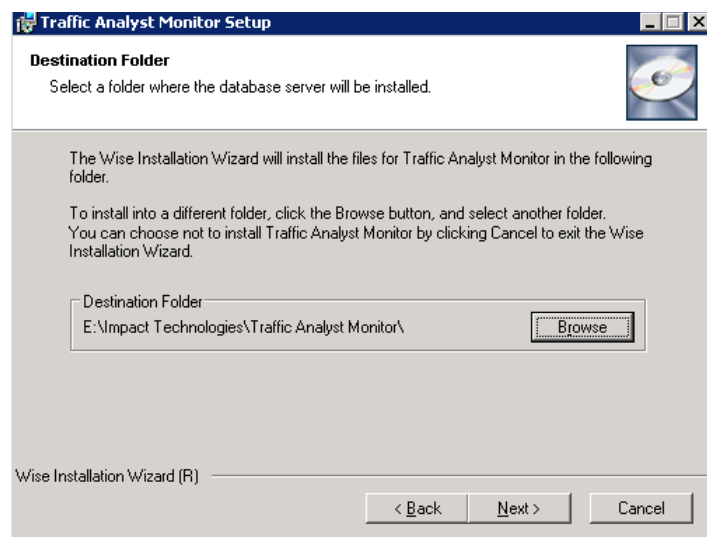 Traffic Analyst Monitor Setup
Destination Folder
Select a folder where the database server will be installed.
The Wise Installation Wizard will install the files for Traffic Analyst Monitor in the following
folder.
To install into a different folder, click the Browse button, and select another folder.
You can choose not to install Traffic Analyst Monitor by clicking Cancel to exit the Wise
Installation Wizard.
Destination Folder
E:\Impact Technologies\Traffic Analyst Monitor\
Browse
Wise Installation Wizard (R)
< Back
Next >
Cancel